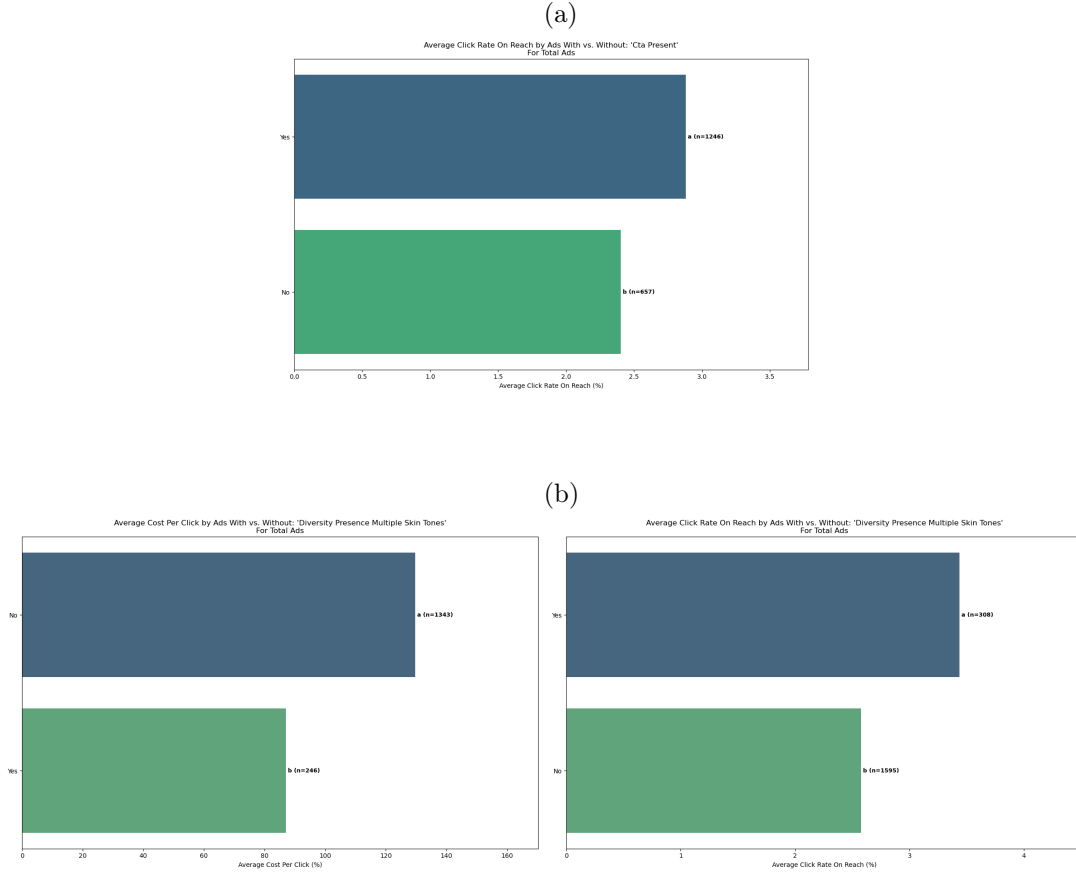 (a)
Average Click Rate On Reach by Ads With vs. Without: 'Cta Present'
For Total Ads
Yes
a (n=1246)
No
b (n=657)
0.0 0.5 1.0 1.5 2.0 2.5 3.0 3.5
Average Click Rate On Reach (%)
(b)
Average Cost Per Click by Ads With vs. Without: 'Diversity Presence Multiple Skin Tones'
For Total Ads
No
a (n=1343)
Yes
b (n=246)
0 20 40 60 80 100 120 140 160
Average Cost Per Click (%)
Average Click Rate On Reach by Ads With vs. Without: 'Diversity Presence Multiple Skin Tones'
For Total Ads
Yes
a (n=308)
No
b (n=1595)
0 1 2 3 4
Average Click Rate On Reach (%)